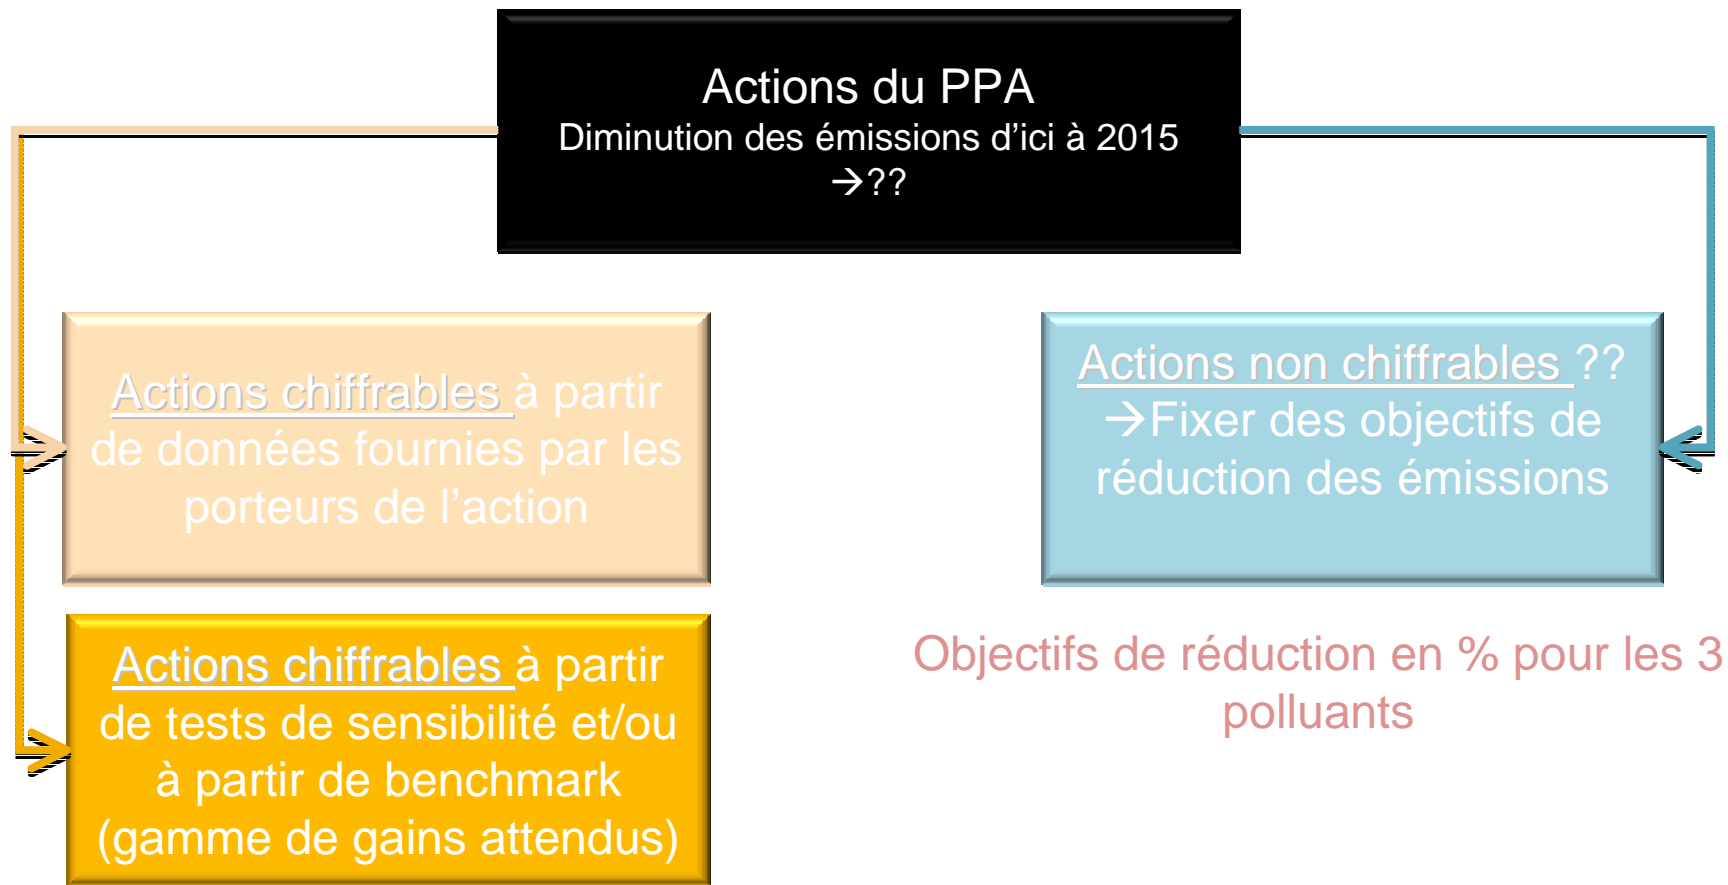 Actions du PPA
Diminution des émissions d’ici à 2015
→??
Actions chiffrables à partir
de données fournies par les
porteurs de l’action
Actions non chiffrables ??
→Fixer des objectifs de
réduction des émissions
Actions chiffrables à partir
de tests de sensibilité et/ou
à partir de benchmark
(gamme de gains attendus)
Objectifs de réduction en % pour les 3
polluants